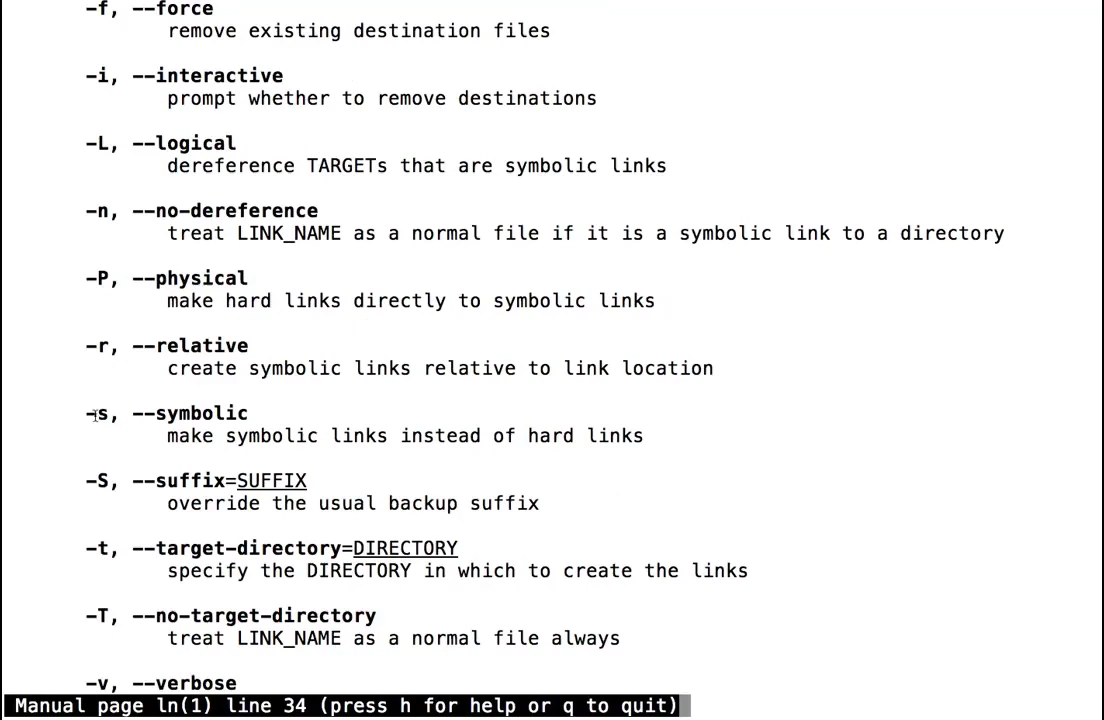 -f, --force
remove existing destination files
-i, --interactive
prompt whether to remove destinations
-L, --logical
dereference TARGETs that are symbolic links
-n, --no-dereference
treat LINK_NAME as a normal file if it is a symbolic link to a directory
-P, --physical
make hard links directly to symbolic links
-r, --relative
create symbolic links relative to link location
-s, --symbolic
make symbolic links instead of hard links
-S, --suffix=SUFFIX
override the usual backup suffix
-t, --target-directory=DIRECTORY
specify the DIRECTORY in which to create the links
-T, --no-target-directory
treat LINK_NAME as a normal file always
-v, --verbose
Manual page ln(1) line 34 (press h for help or q to quit)